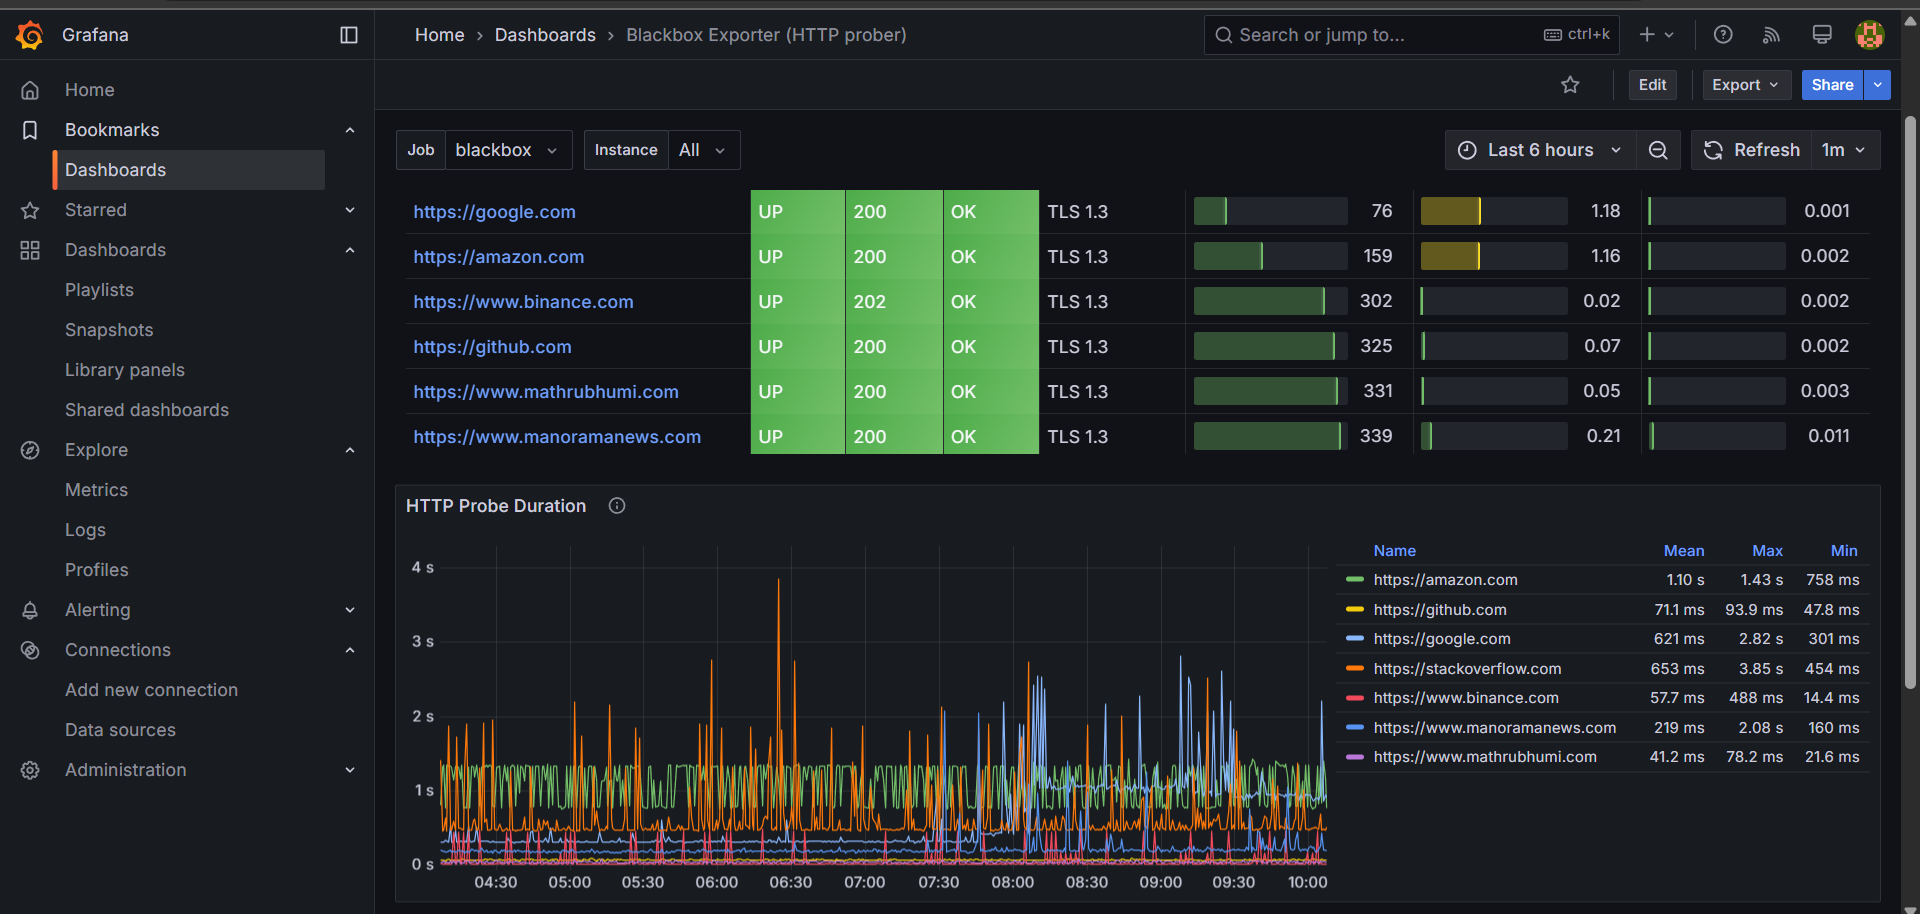 Grafana
Home › Dashboards › Blackbox Exporter (HTTP prober)
Search or jump to... ctrl+k
Edit Export Share
Home
Bookmarks
Dashboards
Starred
Dashboards
Playlists
Snapshots
Library panels
Shared dashboards
Explore
Metrics
Logs
Profiles
Alerting
Connections
Add new connection
Data sources
Administration
Job blackbox Instance All Last 6 hours Refresh 1m
https://google.com UP 200 OK TLS 1.3 76 1.18 0.001
https://amazon.com UP 200 OK TLS 1.3 159 1.16 0.002
https://www.binance.com UP 202 OK TLS 1.3 302 0.02 0.002
https://github.com UP 200 OK TLS 1.3 325 0.07 0.002
https://www.mathrubhumi.com UP 200 OK TLS 1.3 331 0.05 0.003
https://www.manoramanews.com UP 200 OK TLS 1.3 339 0.21 0.011
HTTP Probe Duration
4 s
3 s
2 s
1 s
0 s
04:30 05:00 05:30 06:00 06:30 07:00 07:30 08:00 08:30 09:00 09:30 10:00
Name Mean Max Min
https://amazon.com 1.10 s 1.43 s 758 ms
https://github.com 71.1 ms 93.9 ms 47.8 ms
https://google.com 621 ms 2.82 s 301 ms
https://stackoverflow.com 653 ms 3.85 s 454 ms
https://www.binance.com 57.7 ms 488 ms 14.4 ms
https://www.manoramanews.com 219 ms 2.08 s 160 ms
https://www.mathrubhumi.com 41.2 ms 78.2 ms 21.6 ms